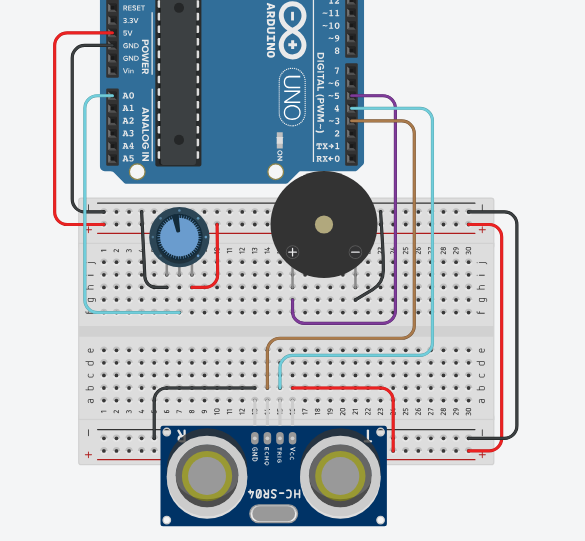 RESET
3.3V
5V
GND
GND
Vin
POWER
A0
A1
A2
A3
A4
A5
ANALOG IN
ARDUINO
UNO
ON
DIGITAL (PWM~)
12
~11
~10
~9
8
7
~6
~5
4
~3
2
TX→1
RX←0
+ −
− +
1 2 3 4 5 6 7 8 9 10 11 12 13 14 15 16 17 18 19 20 21 22 23 24 25 26 27 28 29 30
j
i
h
g
f
e
d
c
b
a
− +
GND
ECHO
TRIG
VCC
R
T
HC-SR04